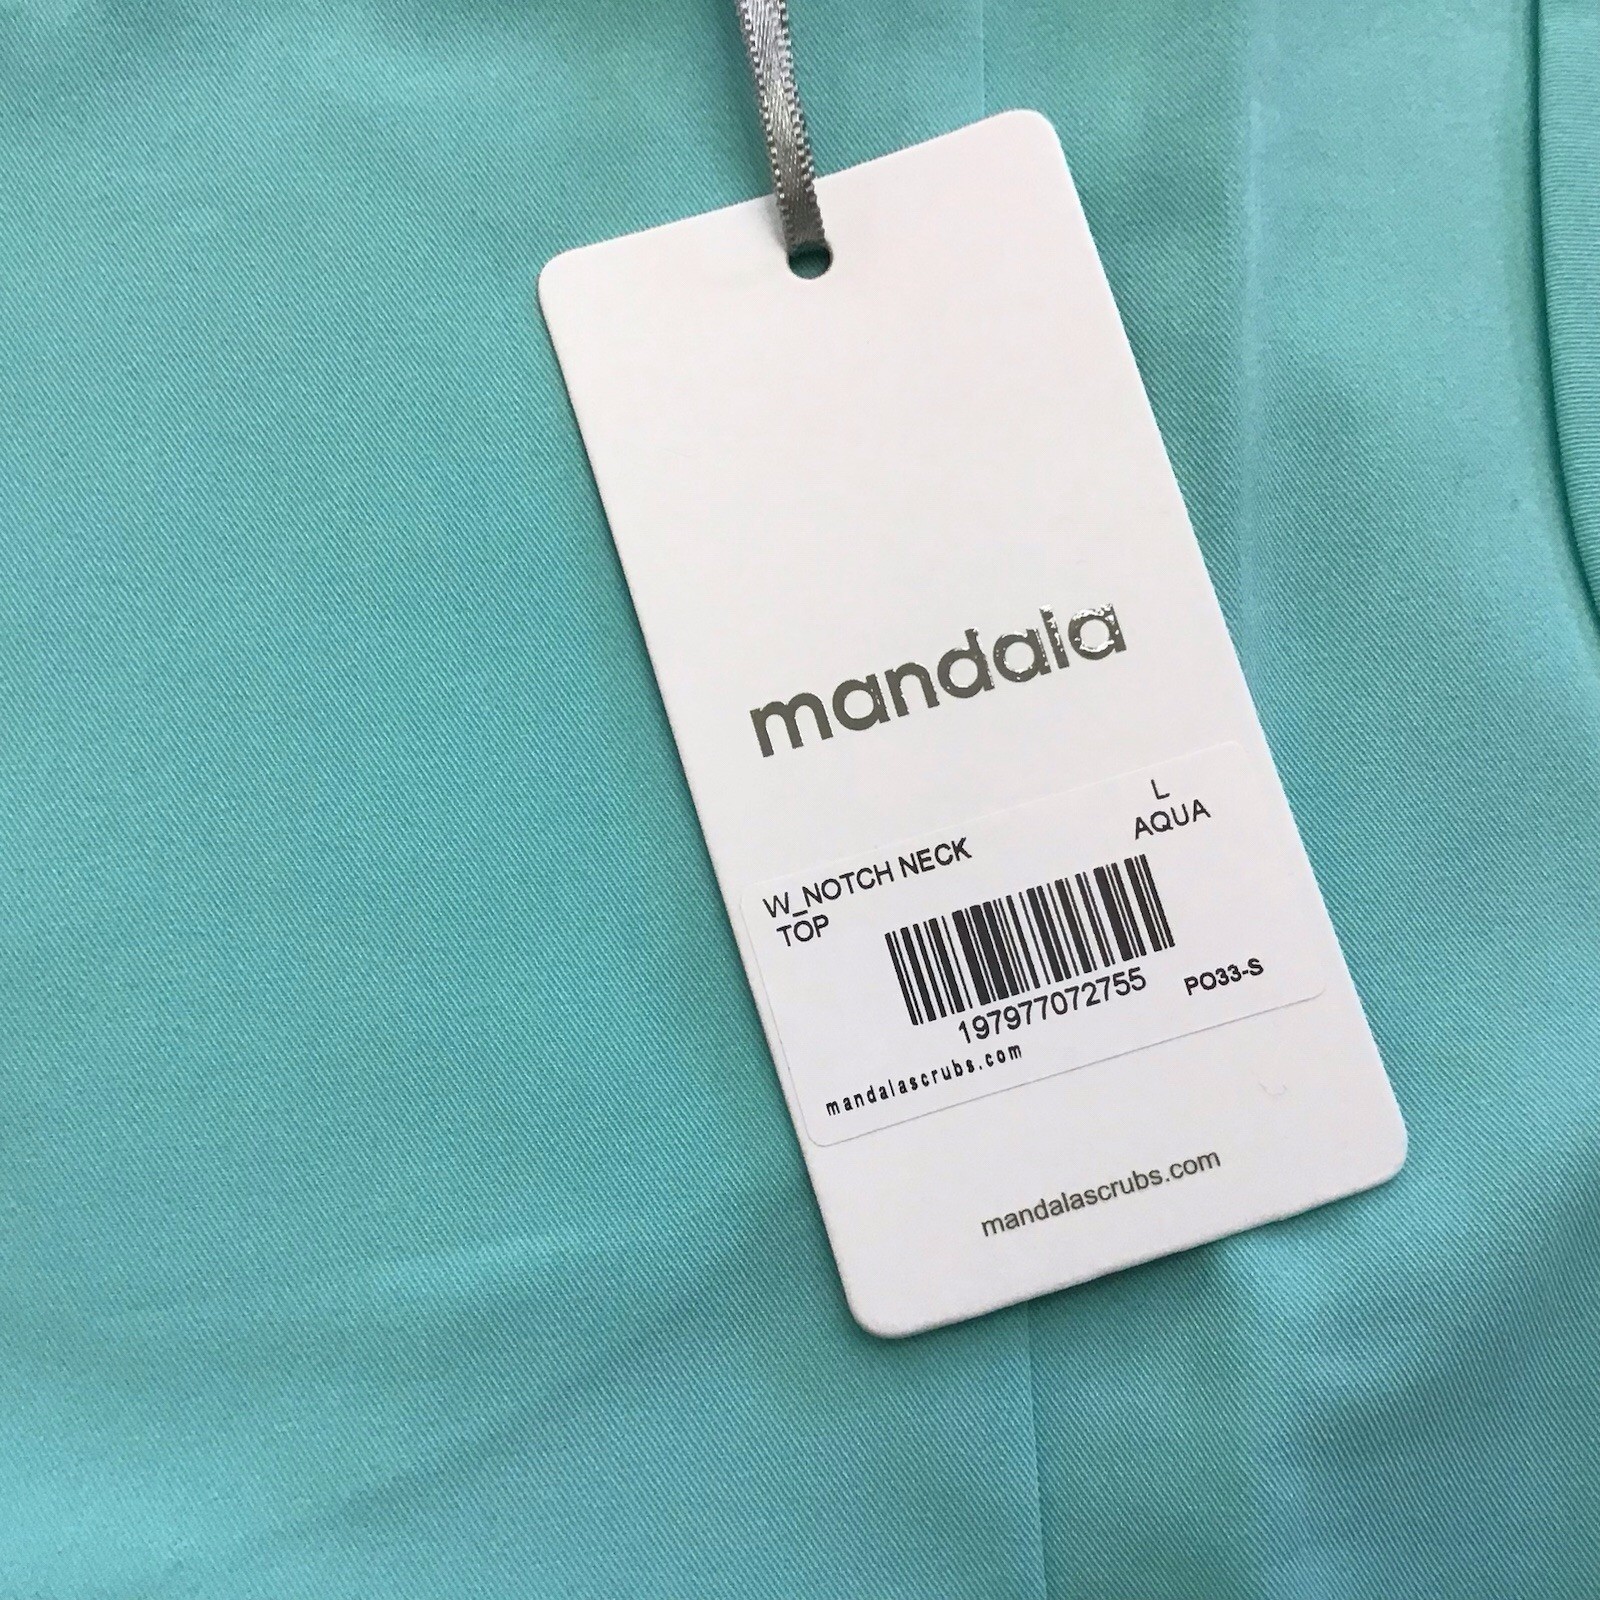 mandala
L
AQUA
W_NOTCH NECK
TOP
197977072755
PO33-S
mandalascrubs.com
mandalascrubs.com